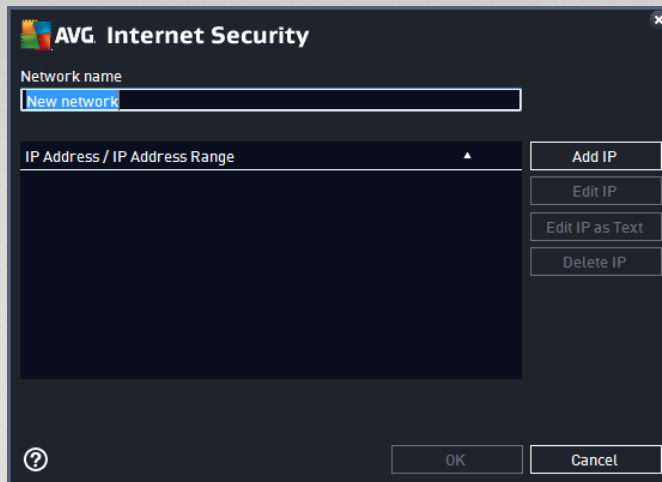 AVG Internet Security
Network name
New network
IP Address / IP Address Range
Add IP
Edit IP
Edit IP as Text
Delete IP
OK
Cancel